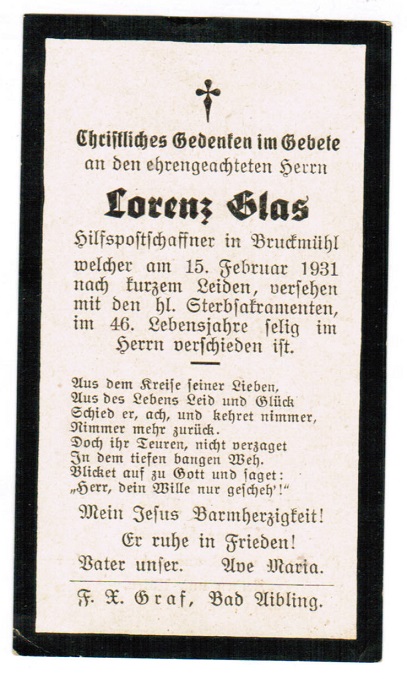 Christliches Gedenken im Gebete
an den ehrengeachteten Herrn
Lorenz Glas
Hilfspostschaffner in Bruckmühl
welcher am 15. Februar 1931
nach kurzem Leiden, versehen
mit den hl. Sterbsakramenten,
im 46. Lebensjahre selig im
Herrn verschieden ist.
Aus dem Kreise seiner Lieben,
Aus des Lebens Leid und Glück
Schied er, ach, und kehret nimmer,
Nimmer mehr zurück.
Doch ihr Teuren, nicht verzaget
In dem tiefen bangen Weh.
Blicket auf zu Gott und saget:
„Herr, dein Wille nur gescheh'!"
Mein Jesus Barmherzigkeit!
Er ruhe in Frieden!
Vater unser. Ave Maria.
F. X. Graf, Bad Aibling.